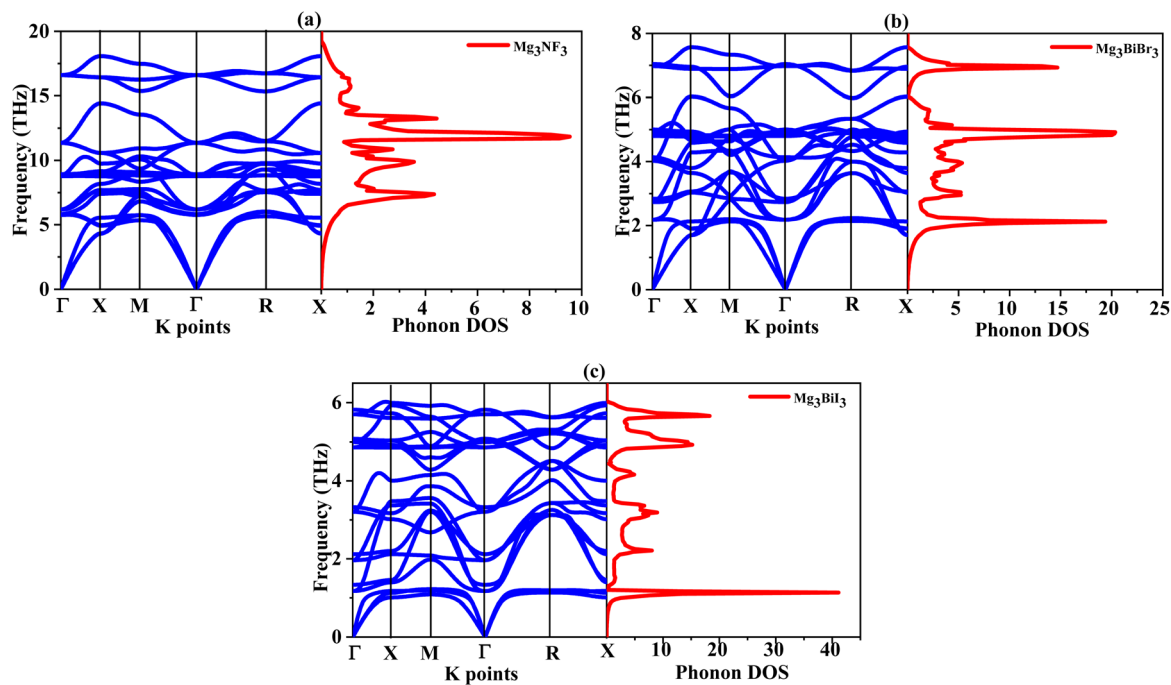 (a)
20
15
10
5
0
Frequency (THz)
Γ X M Γ R X
K points
Mg₃NF₃
2 4 6 8 10
Phonon DOS
(b)
8
6
4
2
0
Frequency (THz)
Γ X M Γ R X
K points
Mg₃BiBr₃
5 10 15 20 25
Phonon DOS
(c)
6
4
2
0
Frequency (THz)
Γ X M Γ R X
K points
Mg₃BiI₃
10 20 30 40
Phonon DOS